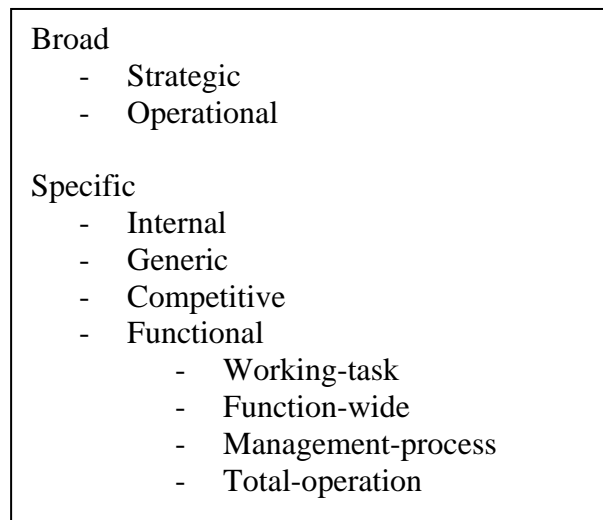 Broad
- Strategic
- Operational
Specific
- Internal
- Generic
- Competitive
- Functional
- Working-task
- Function-wide
- Management-process
- Total-operation